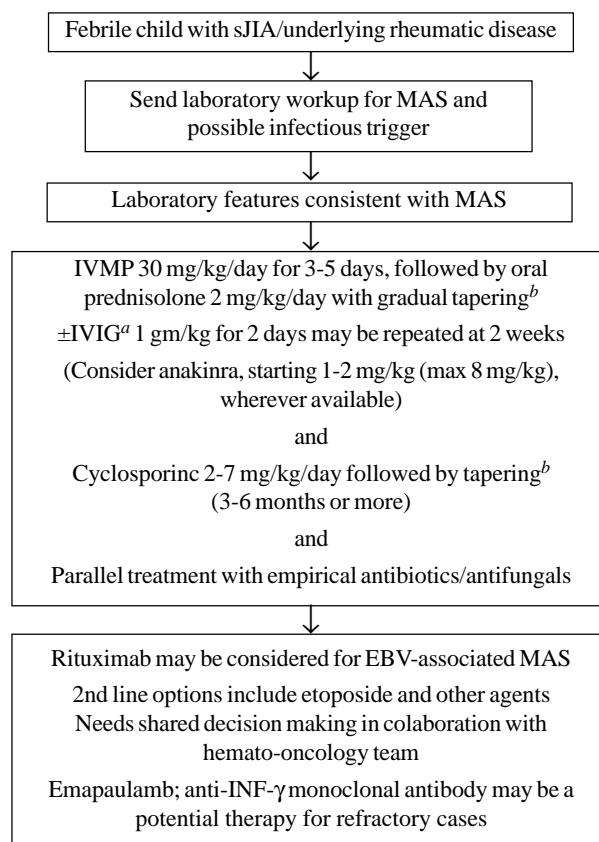 Febrile child with sJIA/underlying rheumatic disease
Send laboratory workup for MAS and
possible infectious trigger
Laboratory features consistent with MAS
IVMP 30 mg/kg/day for 3-5 days, followed by oral
prednisolone 2 mg/kg/day with gradual tapering^b
±IVIG^a 1 gm/kg for 2 days may be repeated at 2 weeks
(Consider anakinra, starting 1-2 mg/kg (max 8 mg/kg),
wherever available)
and
Cyclosporinc 2-7 mg/kg/day followed by tapering^b
(3-6 months or more)
and
Parallel treatment with empirical antibiotics/antifungals
Rituximab may be considered for EBV-associated MAS
2nd line options include etoposide and other agents
Needs shared decision making in colaboration with
hemato-oncology team
Emapaulamb; anti-INF-γ monoclonal antibody may be a
potential therapy for refractory cases